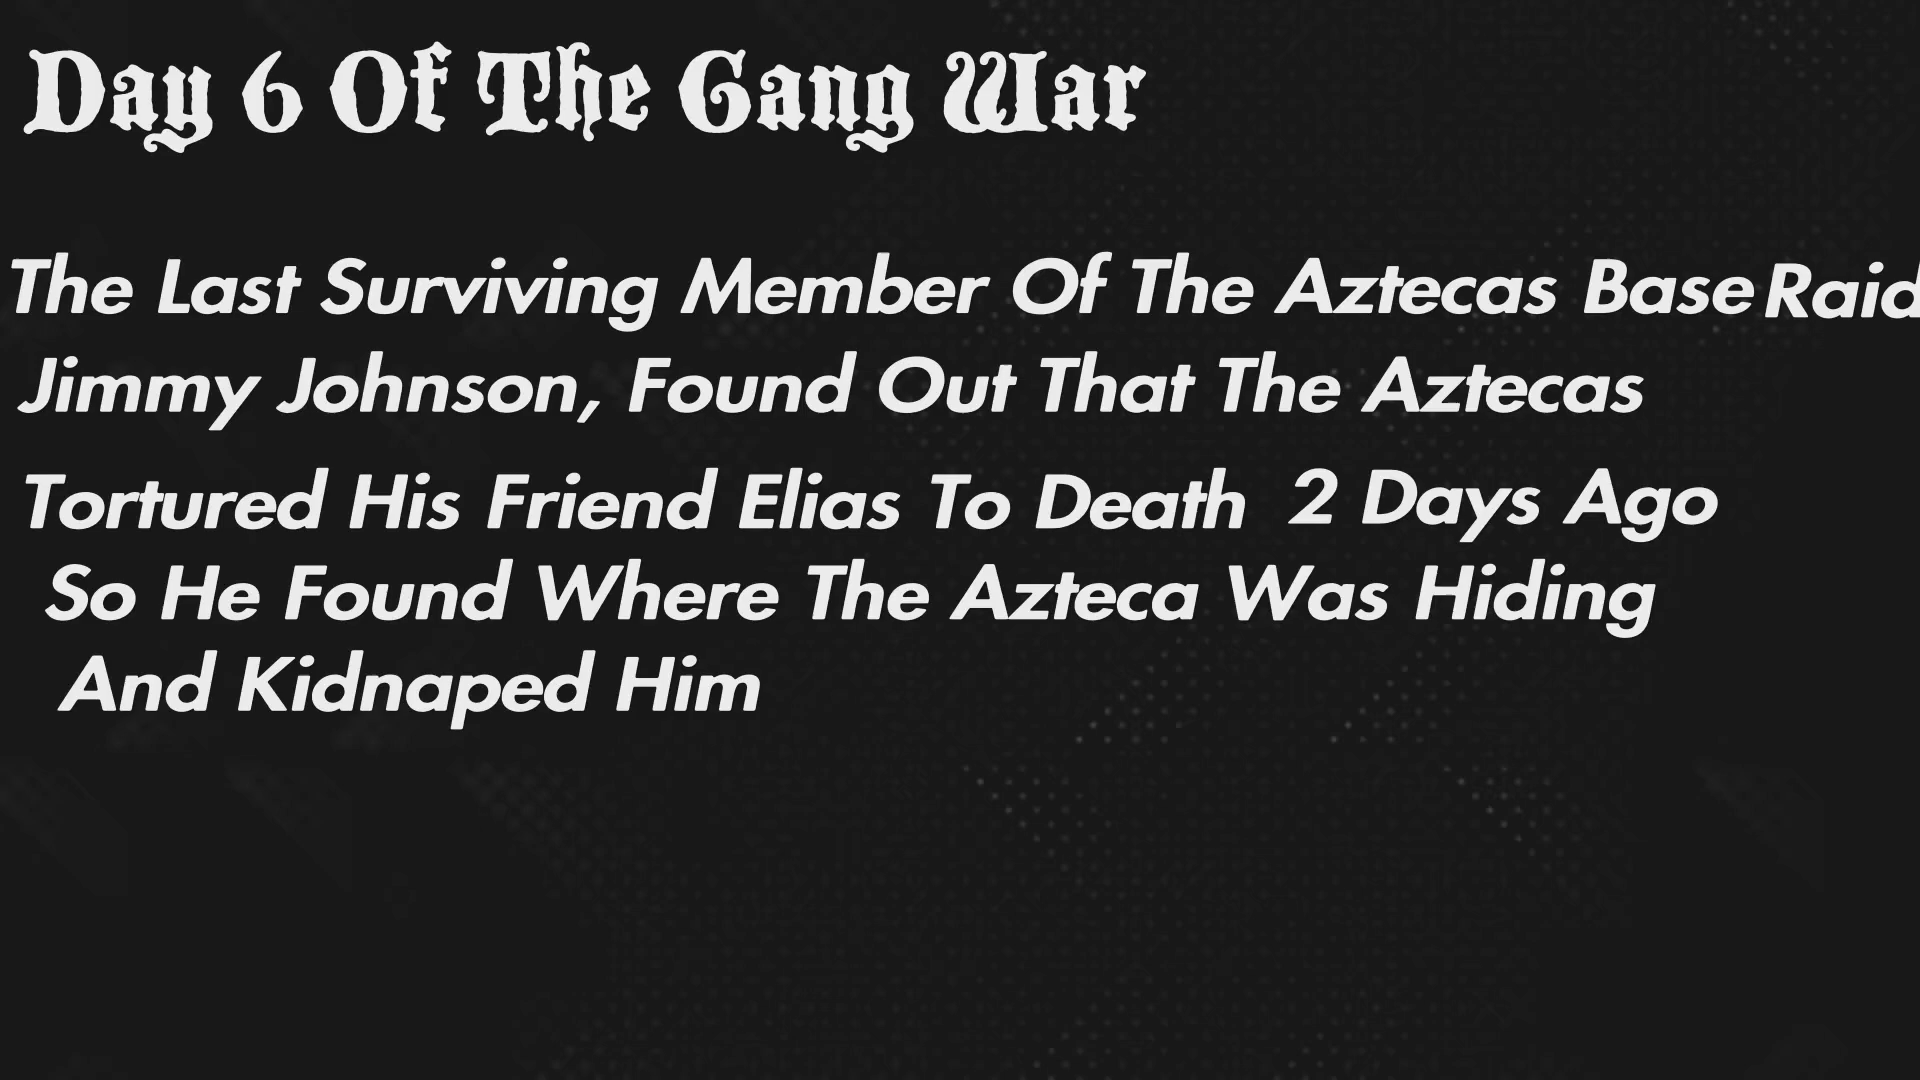 Day 6 Of The Gang War
The Last Surviving Member Of The Aztecas Base Raid
Jimmy Johnson, Found Out That The Aztecas
Tortured His Friend Elias To Death 2 Days Ago
So He Found Where The Azteca Was Hiding
And Kidnaped Him